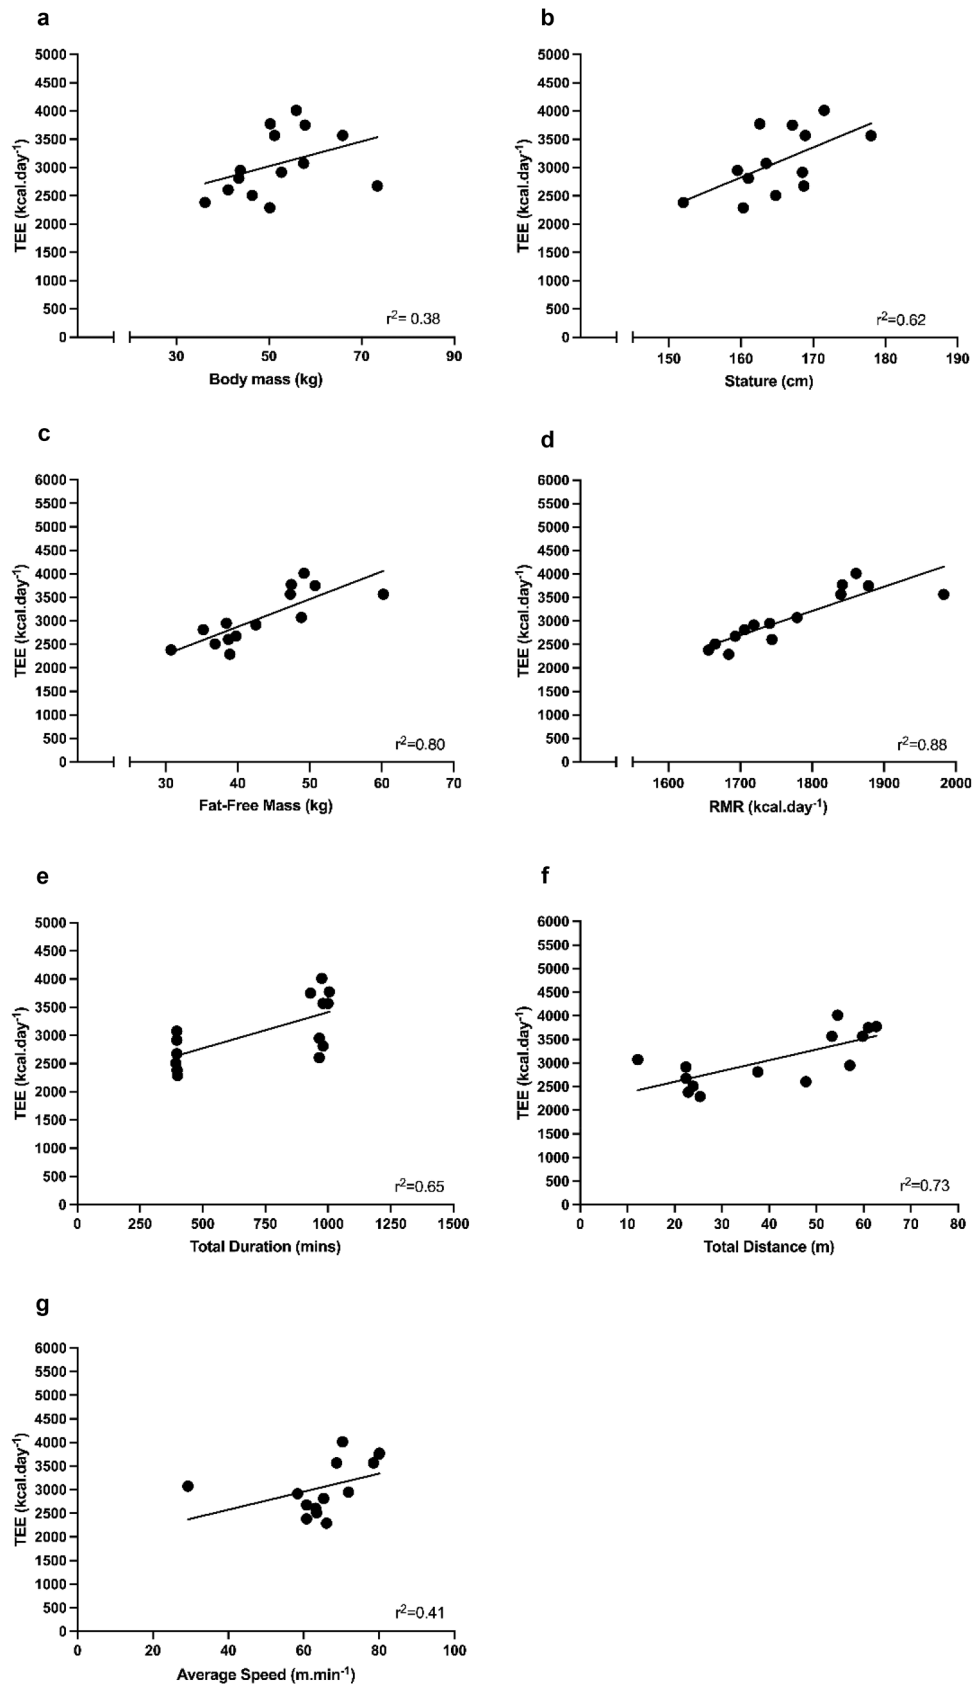 a
5000
4500
4000
3500
3000
2500
2000
1500
1000
500
0
TEE (kcal.day⁻¹)
r²= 0.38
30 50 70 90
Body mass (kg)
b
5000
4500
4000
3500
3000
2500
2000
1500
1000
500
0
TEE (kcal.day⁻¹)
r²=0.62
150 160 170 180 190
Stature (cm)
c
6000
5500
5000
4500
4000
3500
3000
2500
2000
1500
1000
500
0
TEE (kcal.day⁻¹)
r²=0.80
30 40 50 60 70
Fat-Free Mass (kg)
d
6000
5500
5000
4500
4000
3500
3000
2500
2000
1500
1000
500
0
TEE (kcal.day⁻¹)
r²=0.88
1600 1700 1800 1900 2000
RMR (kcal.day⁻¹)
e
5000
4500
4000
3500
3000
2500
2000
1500
1000
500
0
TEE (kcal.day⁻¹)
r²=0.65
0 250 500 750 1000 1250 1500
Total Duration (mins)
f
6000
5500
5000
4500
4000
3500
3000
2500
2000
1500
1000
500
0
TEE (kcal.day⁻¹)
r²=0.73
0 10 20 30 40 50 60 70 80
Total Distance (m)
g
6000
5500
5000
4500
4000
3500
3000
2500
2000
1500
1000
500
0
TEE (kcal.day⁻¹)
r²=0.41
0 20 40 60 80 100
Average Speed (m.min⁻¹)